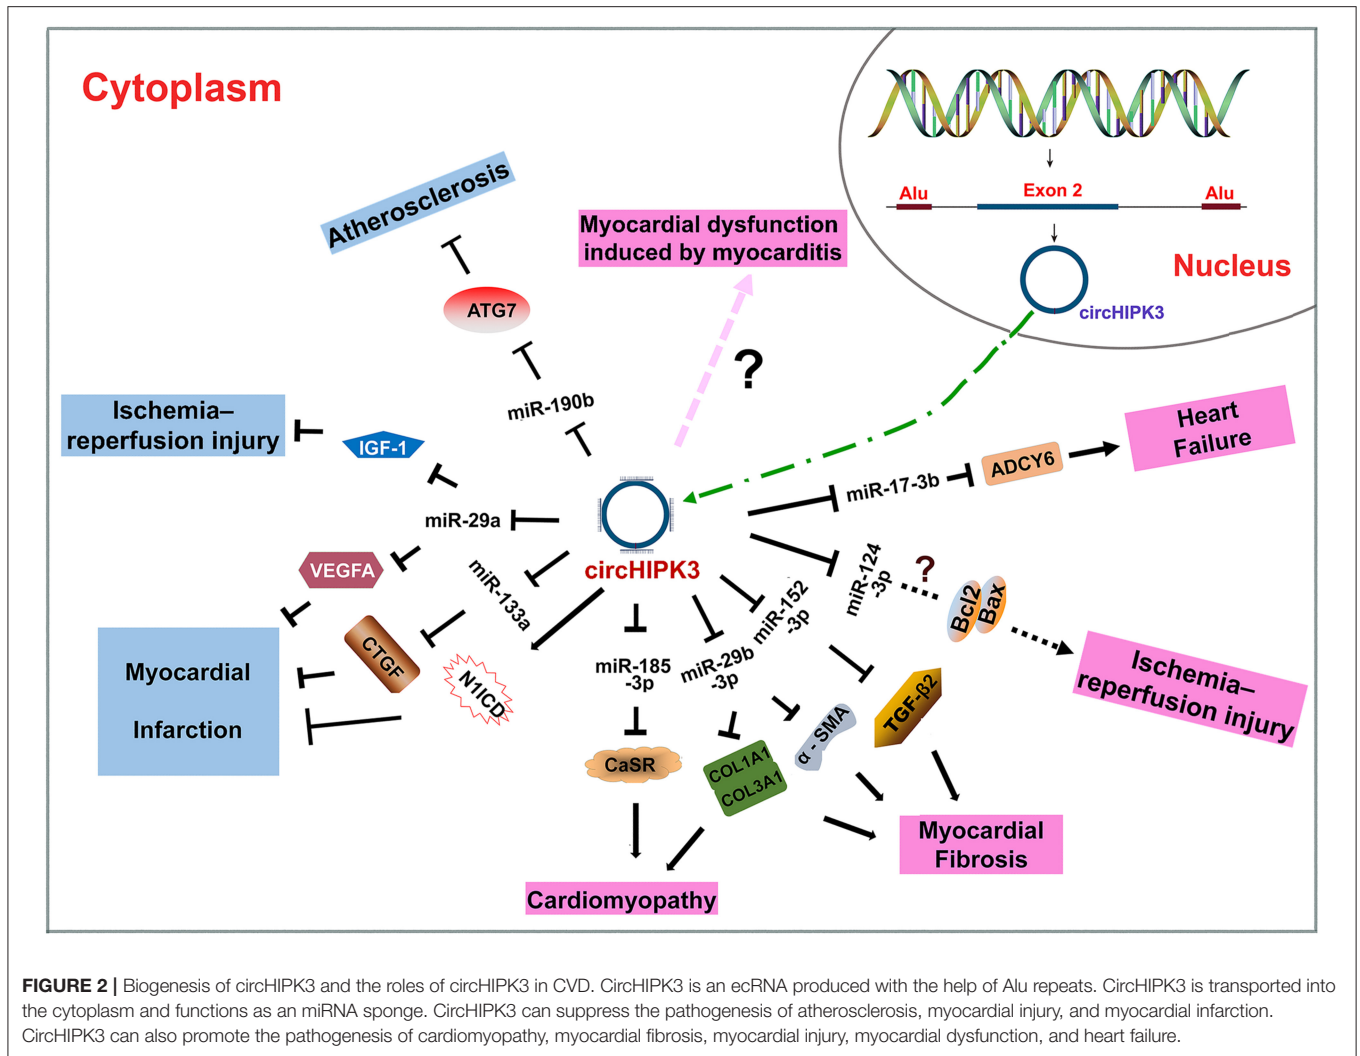 Cytoplasm
Alu
Exon 2
Alu
Nucleus
circHIPK3
Atherosclerosis
Myocardial dysfunction
induced by myocarditis
ATG7
?
miR-190b
Ischemia–
reperfusion injury
IGF-1
Heart
Failure
ADCY6
miR-17-3b
miR-29a
circHIPK3
VEGFA
miR-133a
miR-124
-3p
?
Bcl2
Bax
miR-152
-3p
Ischemia–
reperfusion injury
Myocardial
Infarction
CTGF
N1ICD
miR-185
-3p
miR-29b
-3p
TGF-β2
α - SMA
CaSR
COL1A1
COL3A1
Myocardial
Fibrosis
Cardiomyopathy
FIGURE 2 | Biogenesis of circHIPK3 and the roles of circHIPK3 in CVD. CircHIPK3 is an ecRNA produced with the help of Alu repeats. CircHIPK3 is transported into
the cytoplasm and functions as an miRNA sponge. CircHIPK3 can suppress the pathogenesis of atherosclerosis, myocardial injury, and myocardial infarction.
CircHIPK3 can also promote the pathogenesis of cardiomyopathy, myocardial fibrosis, myocardial injury, myocardial dysfunction, and heart failure.